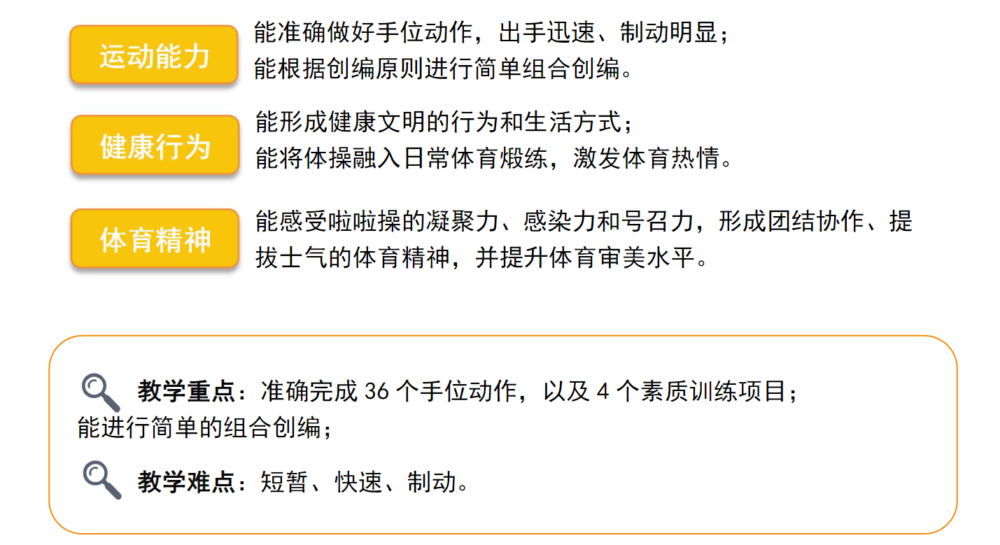 运动能力
能准确做好手位动作，出手迅速、制动明显；
能根据创编原则进行简单组合创编。
健康行为
能形成健康文明的行为和生活方式；
能将体操融入日常体育煅练，激发体育热情。
体育精神
能感受啦啦操的凝聚力、感染力和号召力，形成团结协作、提
拔士气的体育精神，并提升体育审美水平。
教学重点：准确完成 36 个手位动作，以及 4 个素质训练项目；
能进行简单的组合创编；
教学难点：短暂、快速、制动。